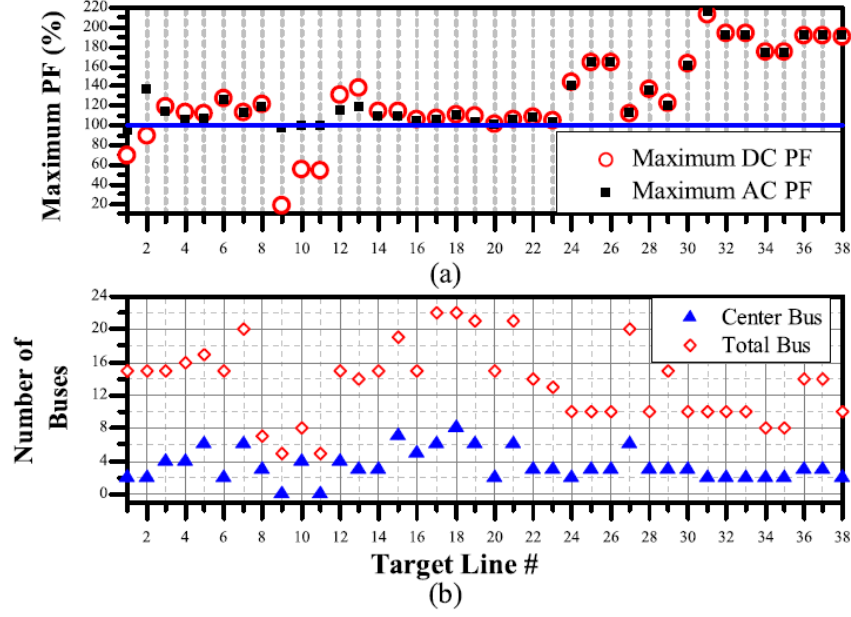 Maximum PF (%)
220
200
180
160
140
120
100
80
60
40
20
Maximum DC PF
Maximum AC PF
2 4 6 8 10 12 14 16 18 20 22 24 26 28 30 32 34 36 38
(a)
Number of
Buses
24
20
16
12
8
4
0
Center Bus
Total Bus
2 4 6 8 10 12 14 16 18 20 22 24 26 28 30 32 34 36 38
Target Line #
(b)